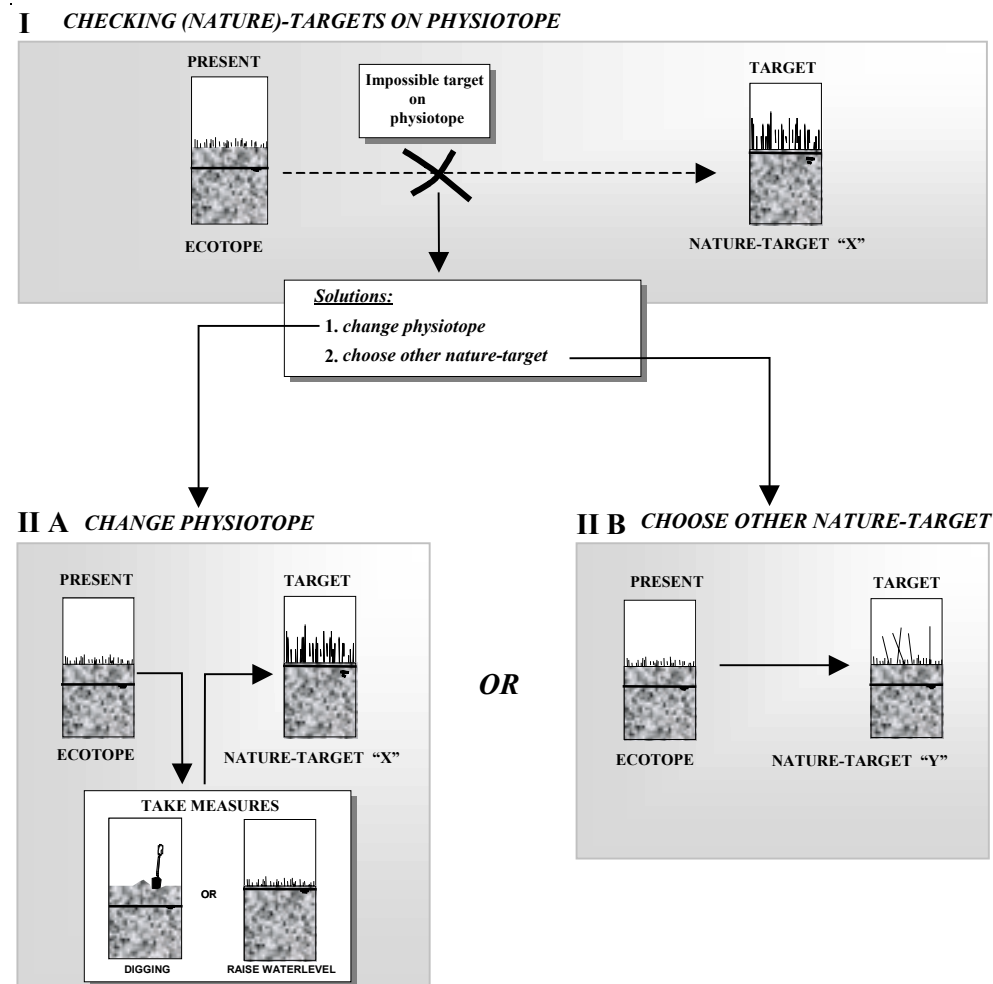 I CHECKING (NATURE)-TARGETS ON PHYSIOTOPE
PRESENT
Impossible target
on
physiotope
TARGET
ECOTOPE
NATURE-TARGET “X”
Solutions:
1. change physiotope
2. choose other nature-target
II A CHANGE PHYSIOTOPE
PRESENT
TARGET
ECOTOPE
NATURE-TARGET “X”
TAKE MEASURES
OR
DIGGING
RAISE WATERLEVEL
OR
II B CHOOSE OTHER NATURE-TARGET
PRESENT
TARGET
ECOTOPE
NATURE-TARGET “Y”